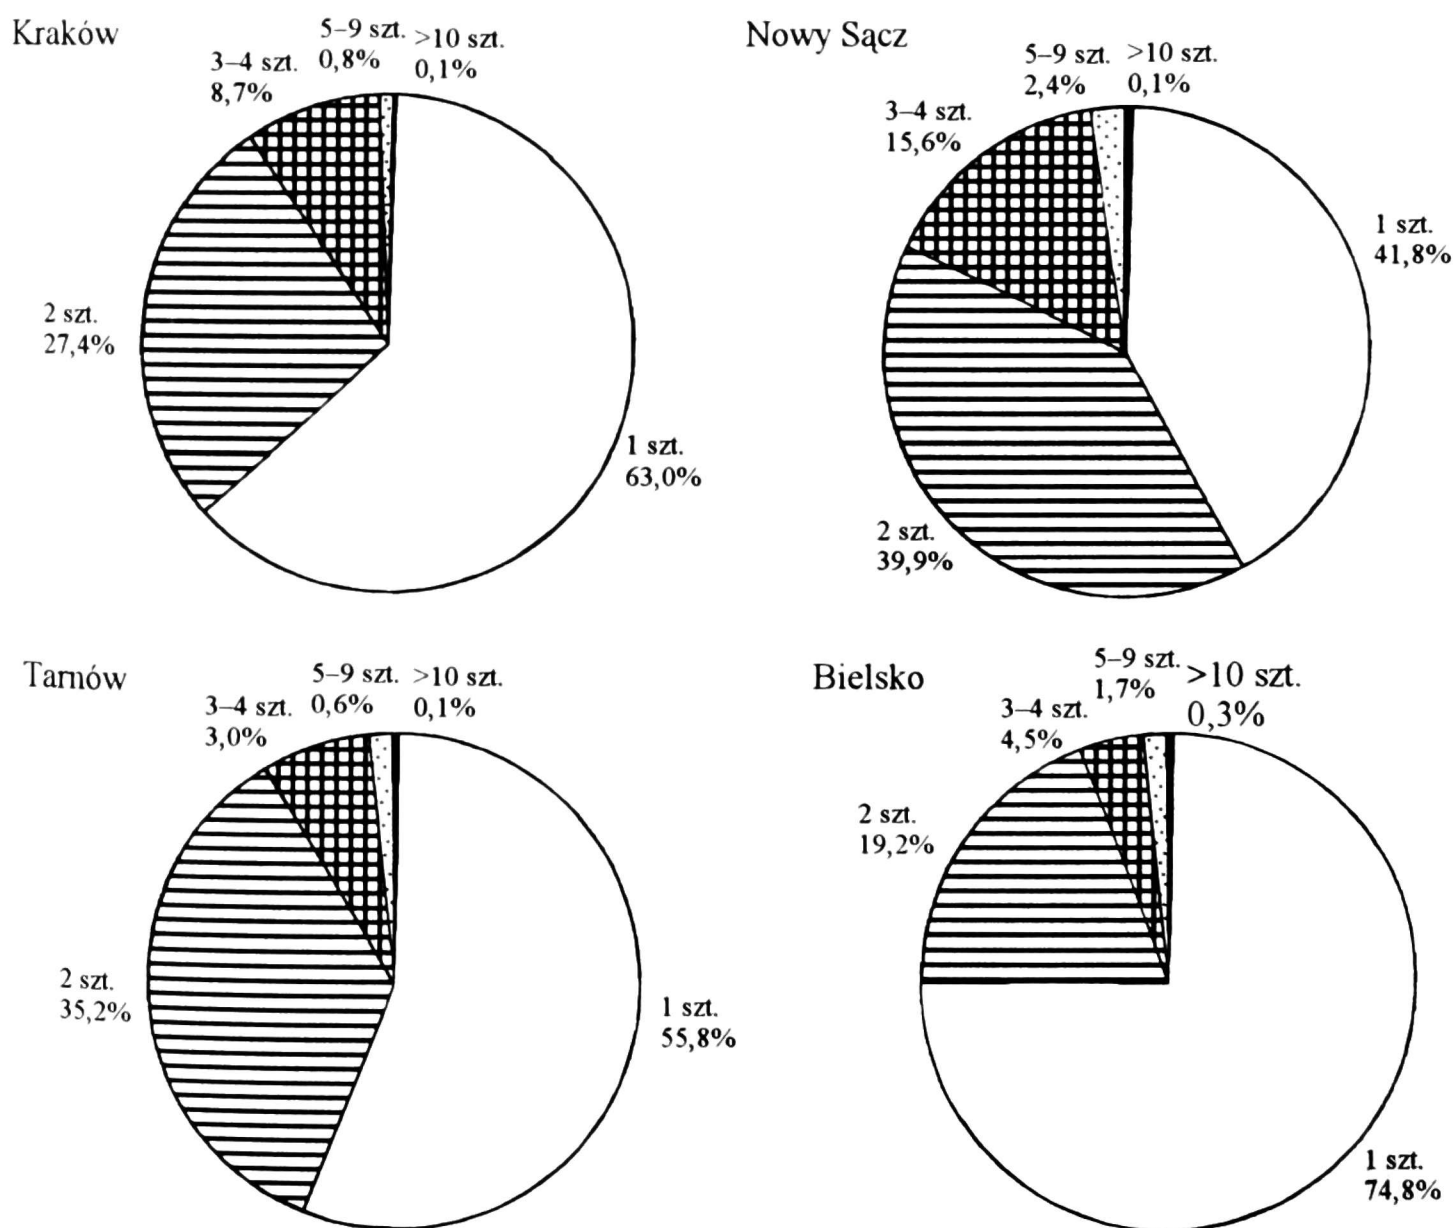 Kraków
5–9 szt.
0,8%
>10 szt.
0,1%
3–4 szt.
8,7%
2 szt.
27,4%
1 szt.
63,0%
Nowy Sącz
5–9 szt.
2,4%
>10 szt.
0,1%
3–4 szt.
15,6%
1 szt.
41,8%
2 szt.
39,9%
Tarnów
5–9 szt.
0,6%
>10 szt.
0,1%
3–4 szt.
3,0%
2 szt.
35,2%
1 szt.
55,8%
Bielsko
5–9 szt.
1,7%
>10 szt.
0,3%
3–4 szt.
4,5%
2 szt.
19,2%
1 szt.
74,8%